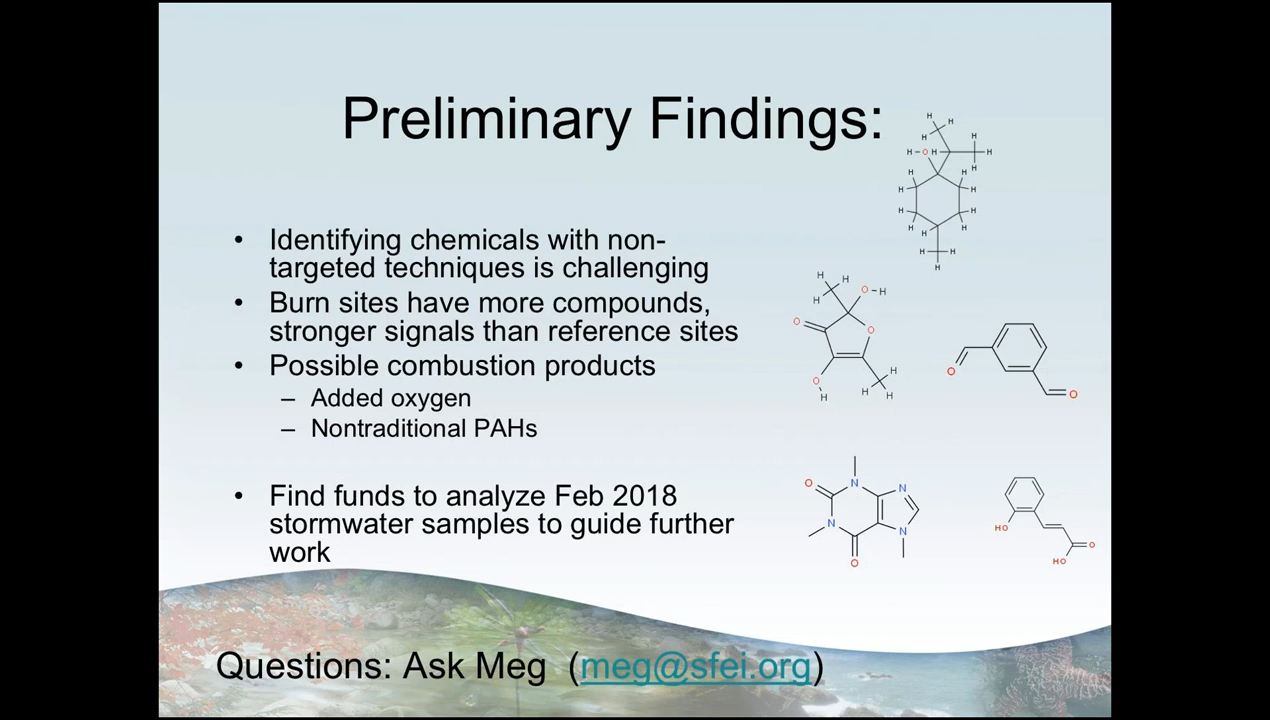 Preliminary Findings:
• Identifying chemicals with non-
targeted techniques is challenging
• Burn sites have more compounds,
stronger signals than reference sites
• Possible combustion products
– Added oxygen
– Nontraditional PAHs
• Find funds to analyze Feb 2018
stormwater samples to guide further
work
Questions: Ask Meg (meg@sfei.org)